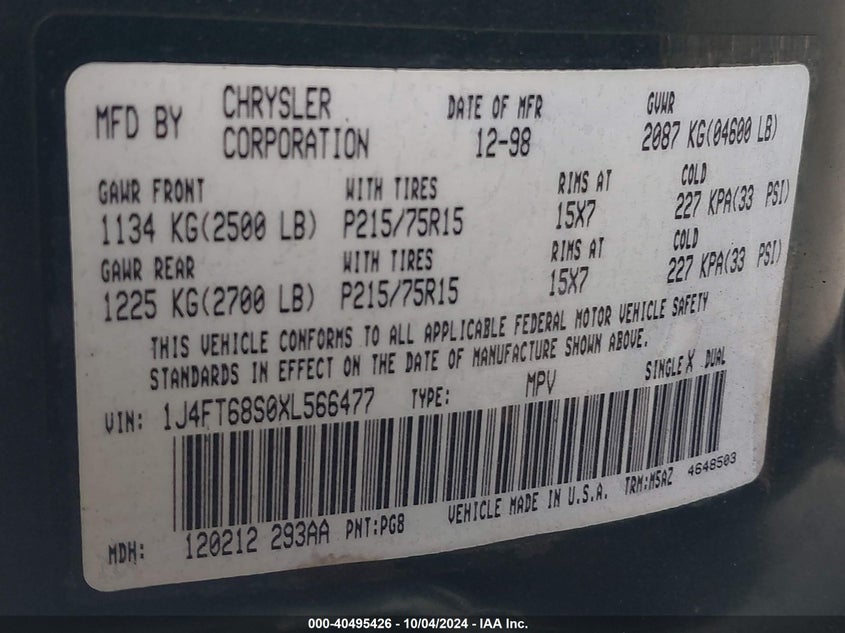 MFD BY CHRYSLER CORPORATION DATE OF MFR 12-98 GVWR 2087 KG(04600 LB)
GAWR FRONT WITH TIRES RIMS AT COLD
1134 KG(2500 LB) P215/75R15 15X7 227 KPA(33 PSI)
GAWR REAR WITH TIRES RIMS AT COLD
1225 KG(2700 LB) P215/75R15 15X7 227 KPA(33 PSI)
THIS VEHICLE CONFORMS TO ALL APPLICABLE FEDERAL MOTOR VEHICLE SAFETY
STANDARDS IN EFFECT ON THE DATE OF MANUFACTURE SHOWN ABOVE.
VIN: 1J4FT68S0XL566477 TYPE: MPV SINGLE X DUAL
MDH: 120212 293AA PNT:PG8 VEHICLE MADE IN U.S.A. TRM:M5AZ 4648503
000-40495426 - 10/04/2024 - IAA Inc.